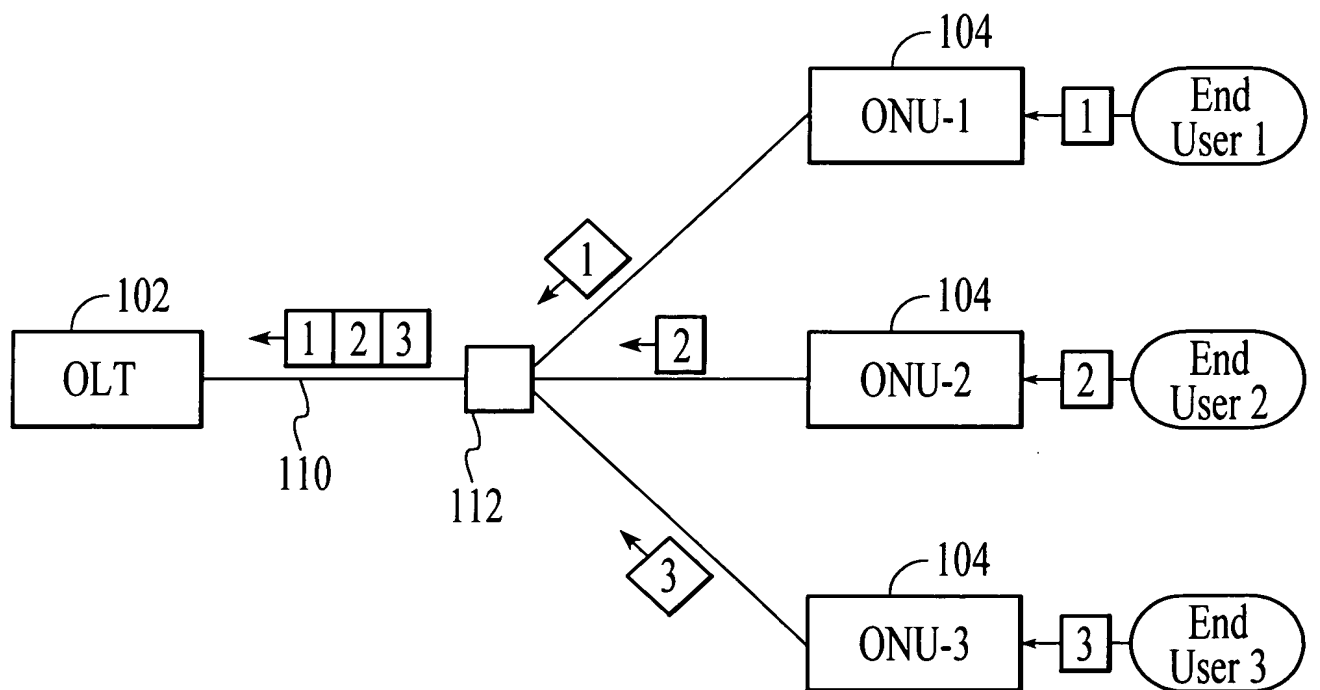 104
ONU-1
1
End
User 1
1
102
OLT
1 2 3
2
104
ONU-2
2
End
User 2
110
112
3
104
ONU-3
3
End
User 3